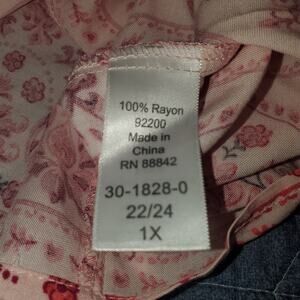 100% Rayon
92200
Made in
China
RN 88842
30-1828-0
22/24
1X